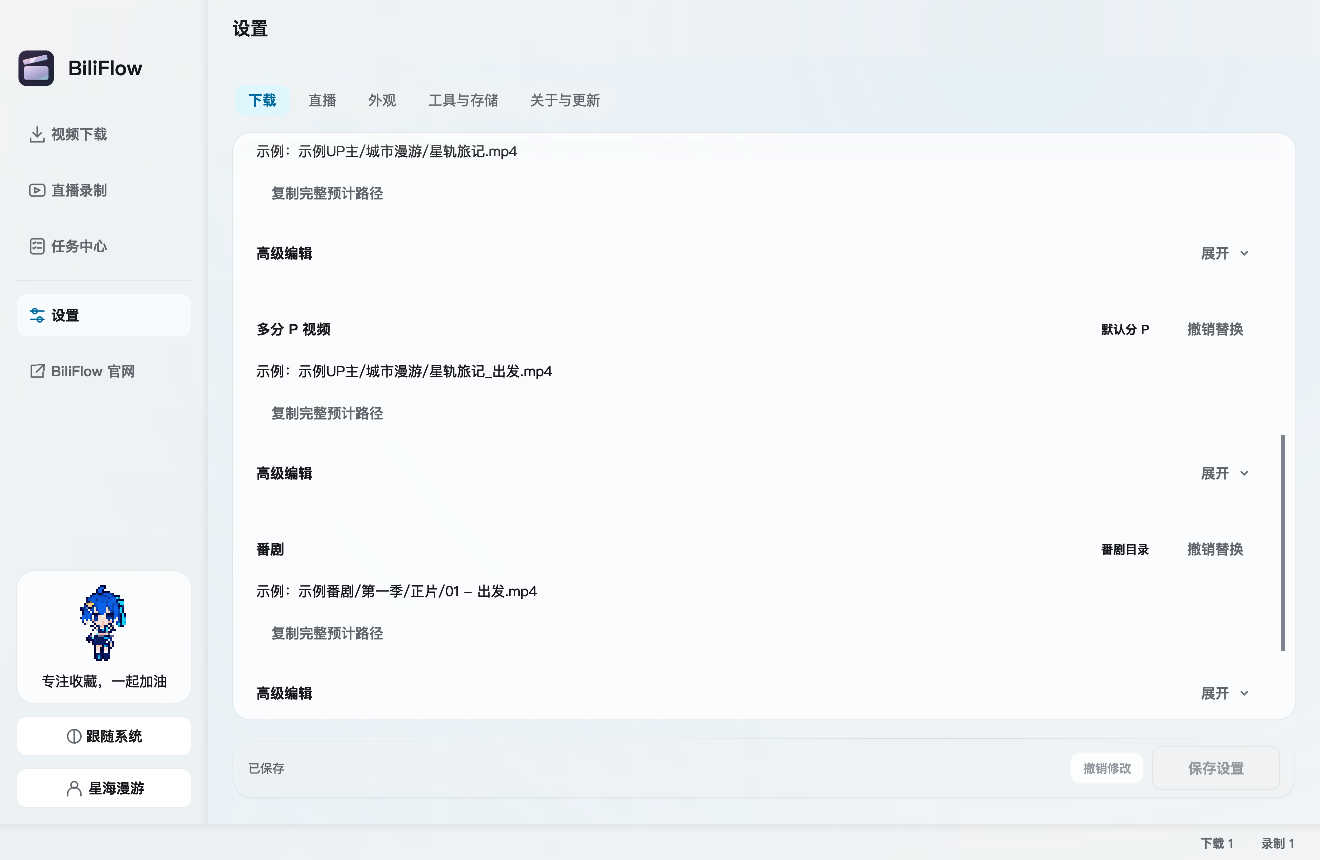 设置
BiliFlow
下载 直播 外观 工具与存储 关于与更新
视频下载
直播录制
任务中心
设置
BiliFlow 官网
专注收藏，一起加油
跟随系统
星海漫游
示例：示例UP主/城市漫游/星轨旅记.mp4
复制完整预计路径
高级编辑 展开
多分 P 视频 默认分 P 撤销替换
示例：示例UP主/城市漫游/星轨旅记_出发.mp4
复制完整预计路径
高级编辑 展开
番剧 番剧目录 撤销替换
示例：示例番剧/第一季/正片/01 – 出发.mp4
复制完整预计路径
高级编辑 展开
已保存 撤销修改 保存设置
下载 1 录制 1